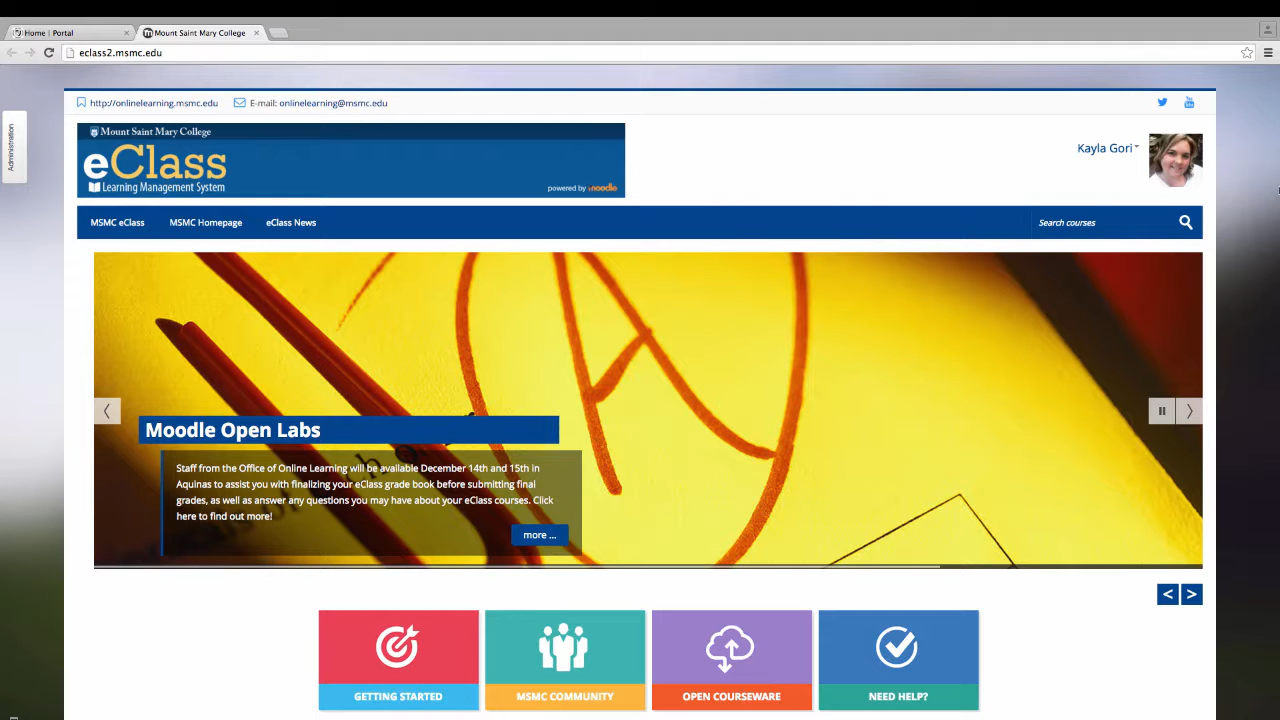 Home | Portal
Mount Saint Mary College
eclass2.msmc.edu
http://onlinelearning.msmc.edu
E-mail: onlinelearning@msmc.edu
Administration
Mount Saint Mary College
eClass
Learning Management System
powered by moodle
Kayla Gori
MSMC eClass
MSMC Homepage
eClass News
Search courses
A
Moodle Open Labs
Staff from the Office of Online Learning will be available December 14th and 15th in
Aquinas to assist you with finalizing your eClass grade book before submitting final
grades, as well as answer any questions you may have about your eClass courses. Click
here to find out more!
more ...
< >
GETTING STARTED
MSMC COMMUNITY
OPEN COURSEWARE
NEED HELP?